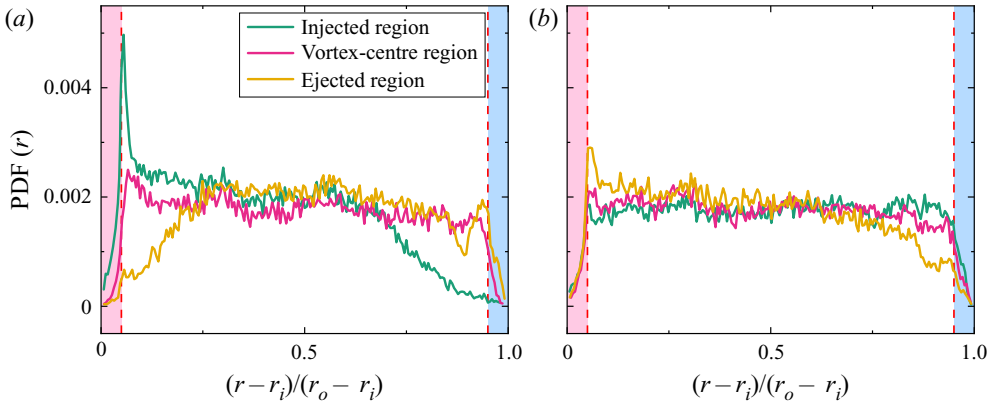 (a)
(b)
Injected region
Vortex-centre region
Ejected region
PDF (r)
0.004
0.002
0
0 0.5 1.0
0 0.5 1.0
(r – r_i)/(r_o – r_i)
(r – r_i)/(r_o – r_i)